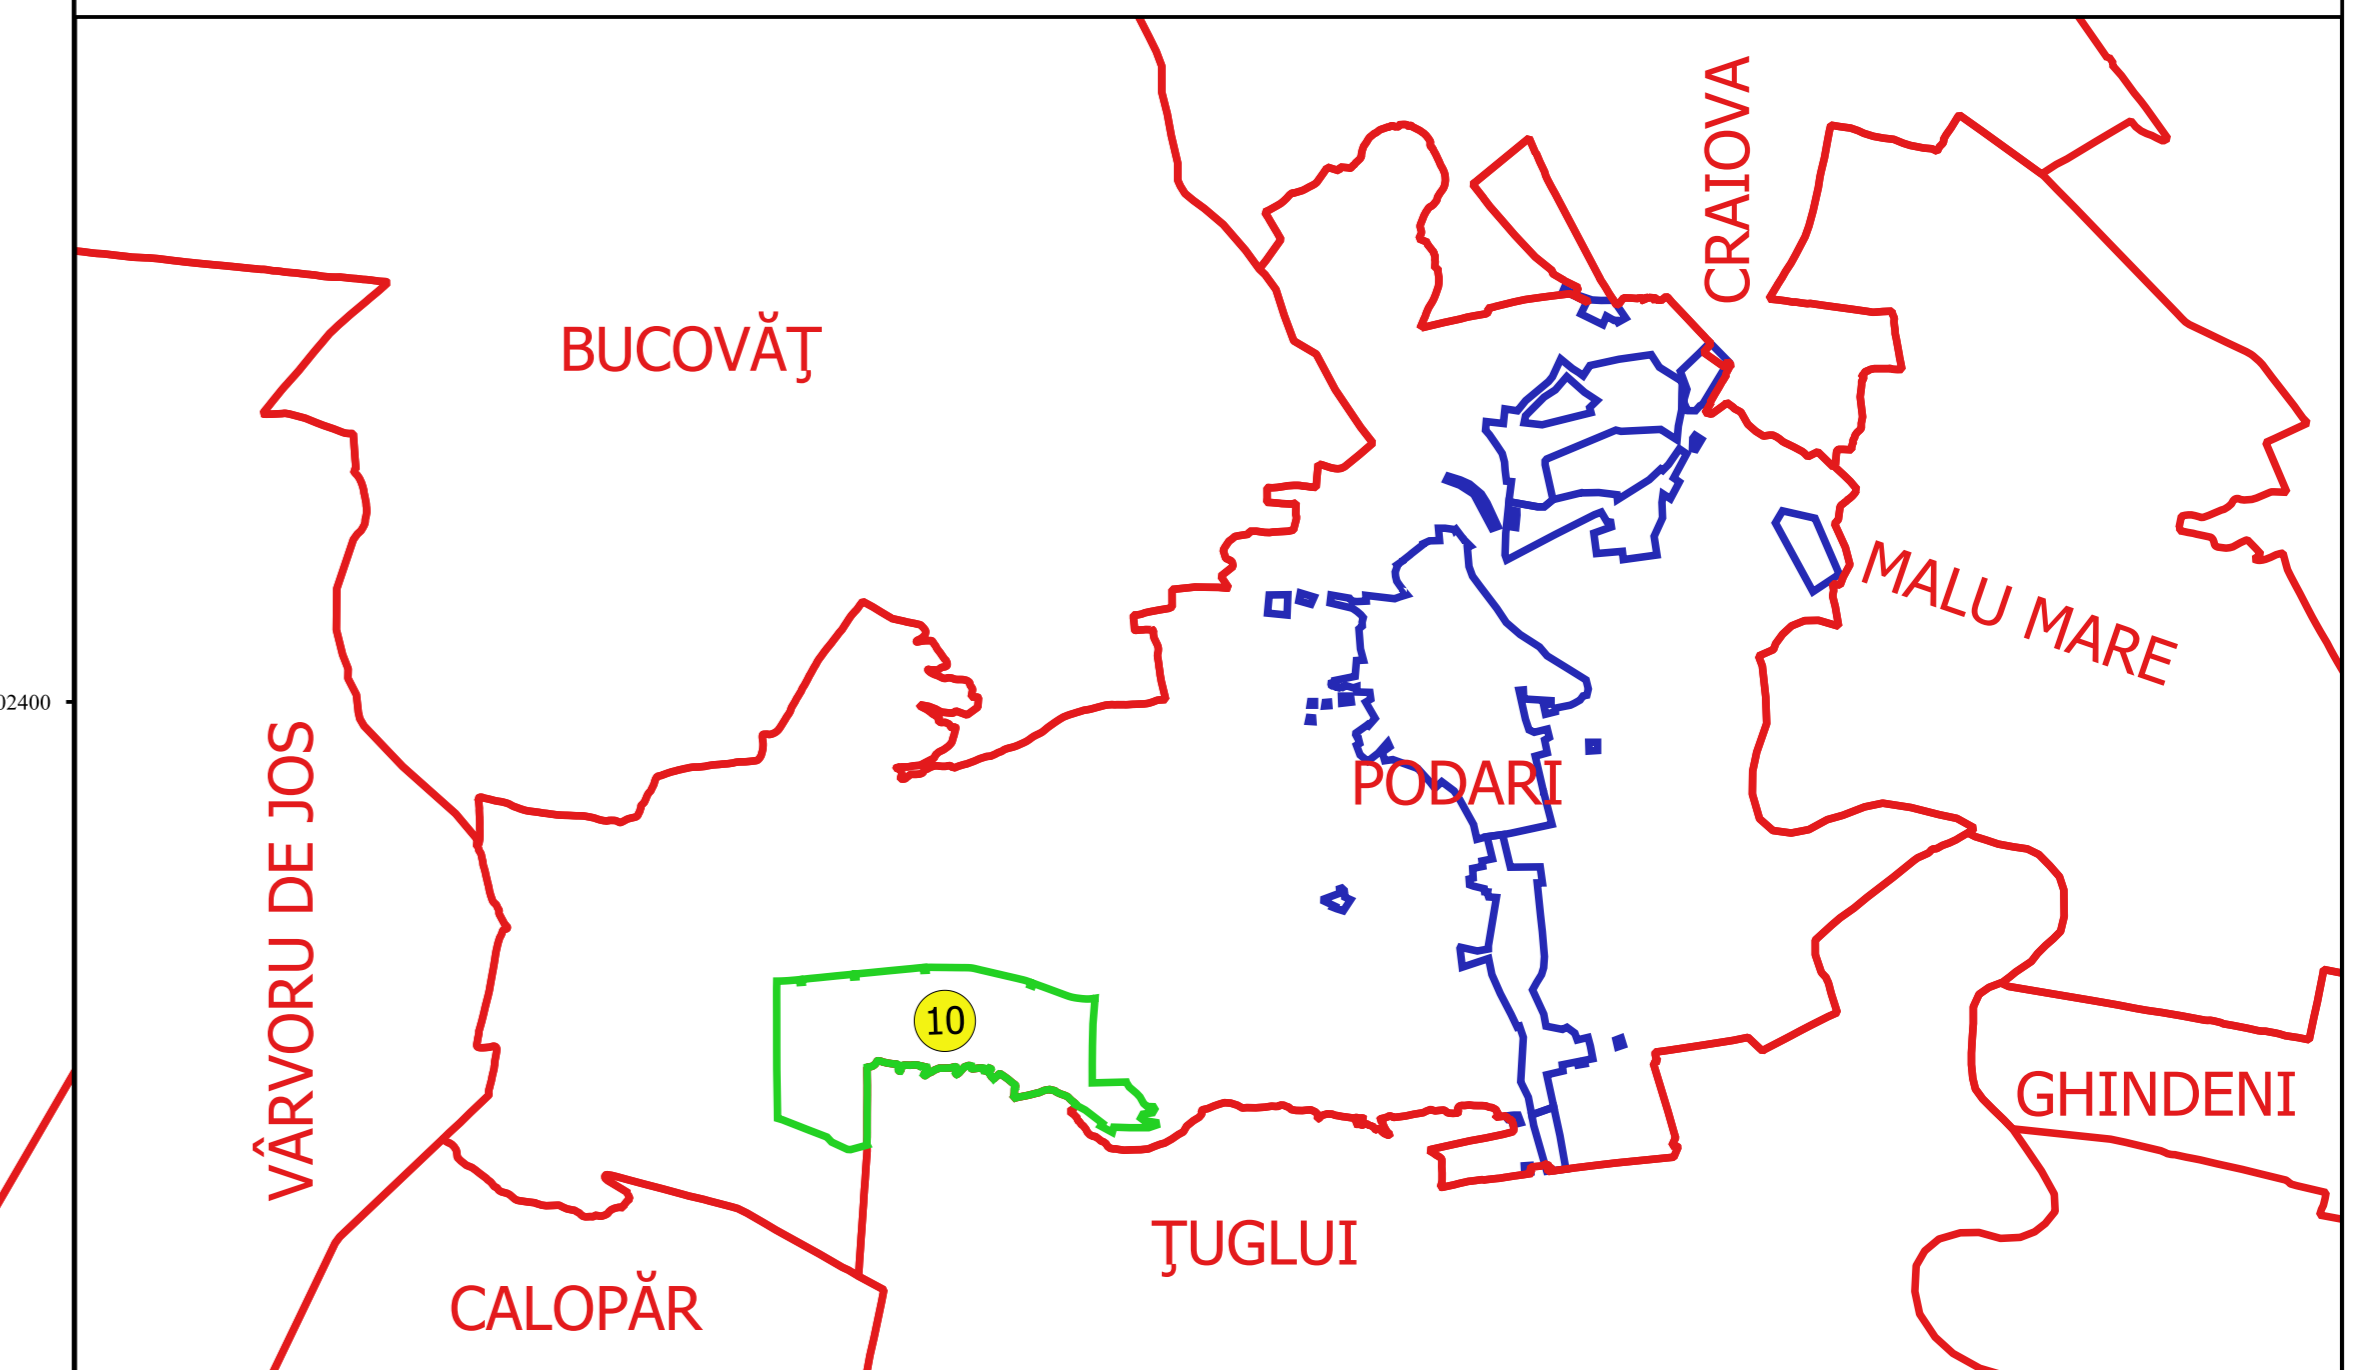 CRAIOVA
BUCOVĂŢ
MALU MARE
02400
VÂRVORU DE JOS
PODARI
10
GHINDENI
ŢUGLUI
CALOPĂR